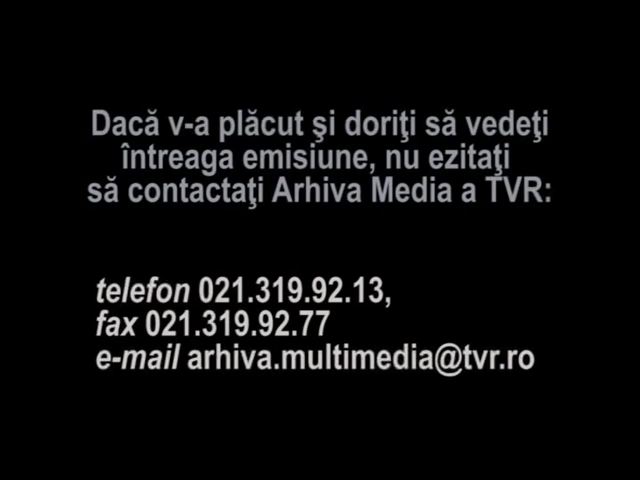 Dacă v-a plăcut şi doriţi să vedeţi
întreaga emisiune, nu ezitaţi
să contactaţi Arhiva Media a TVR:
telefon 021.319.92.13,
fax 021.319.92.77
e-mail arhiva.multimedia@tvr.ro